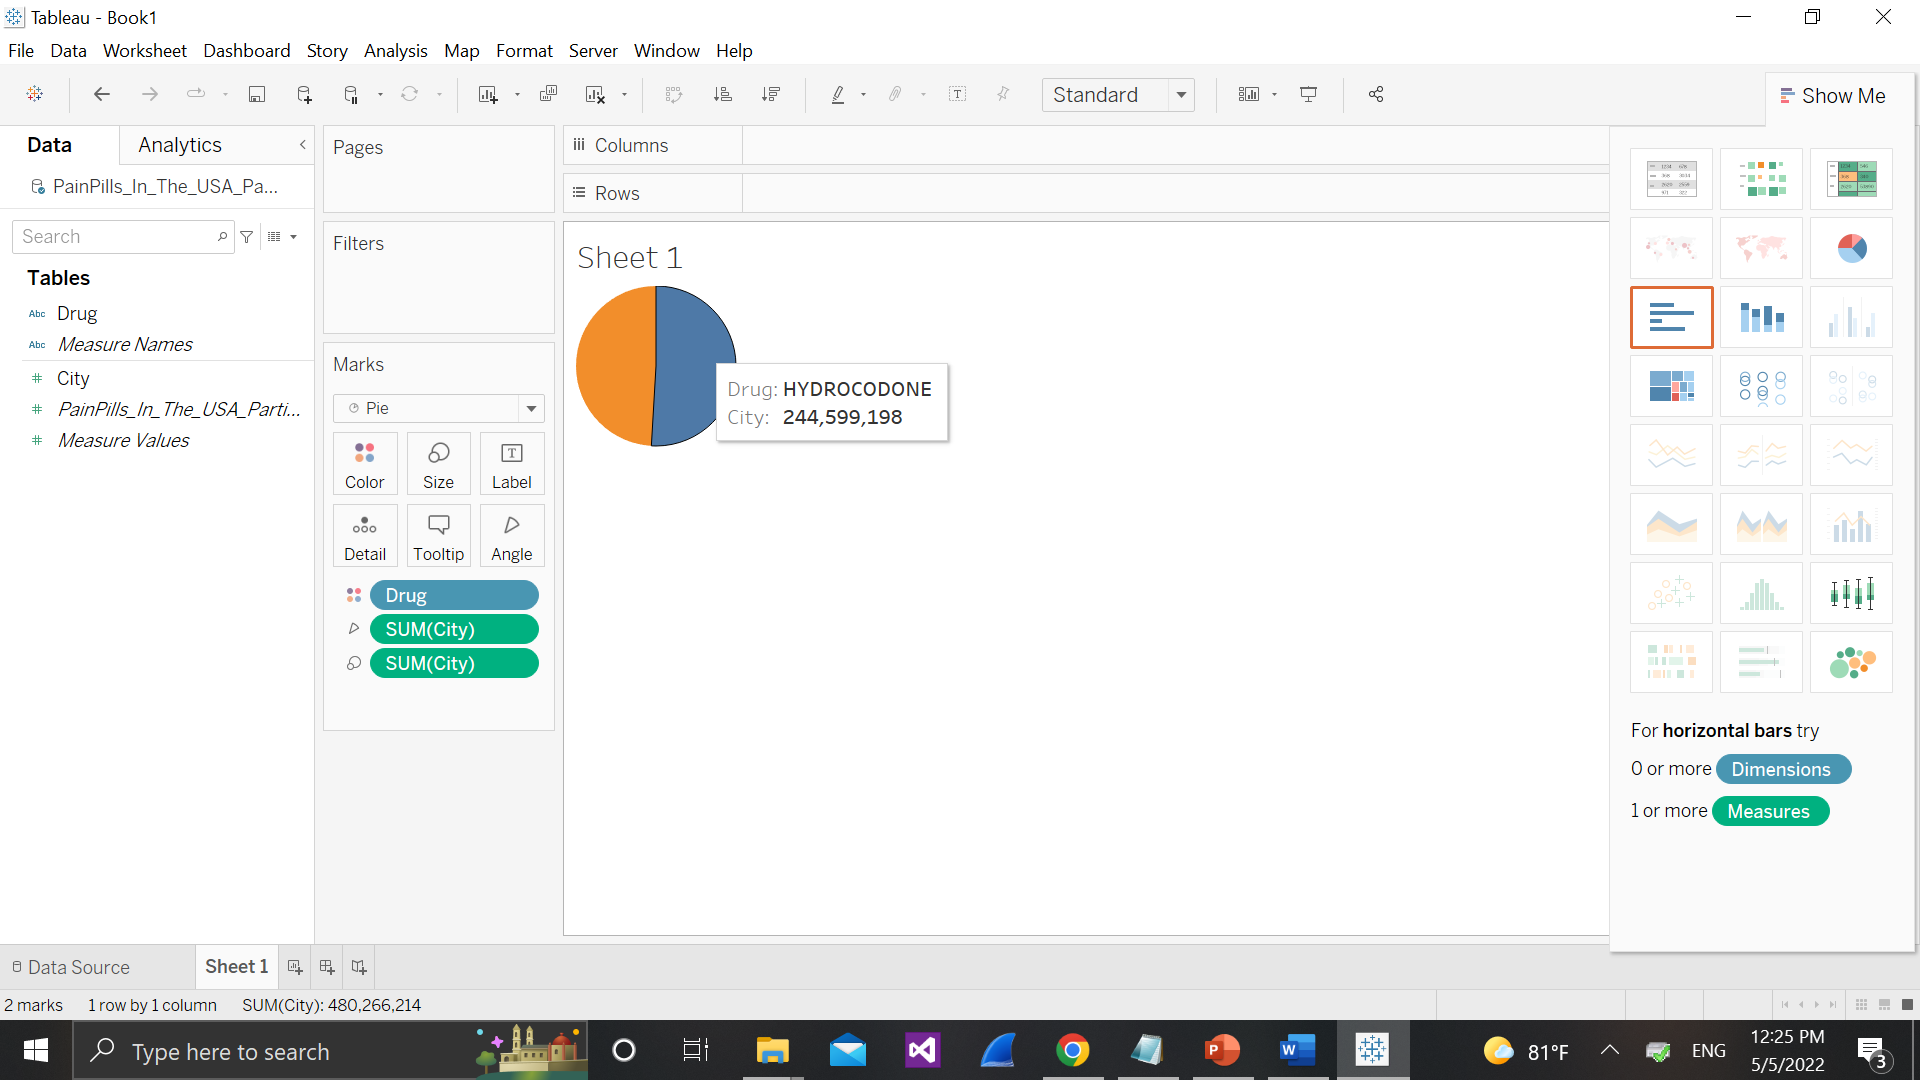 Tableau - Book1
File Data Worksheet Dashboard Story Analysis Map Format Server Window Help
Standard
Show Me
Data Analytics
PainPills_In_The_USA_Pa...
Search
Tables
Abc Drug
Abc Measure Names
# City
# PainPills_In_The_USA_Parti...
# Measure Values
Pages
Filters
Marks
Pie
Color Size Label
Detail Tooltip Angle
Drug
SUM(City)
SUM(City)
Columns
Rows
Sheet 1
Drug: HYDROCODONE
City: 244,599,198
For horizontal bars try
0 or more Dimensions
1 or more Measures
Data Source Sheet 1
2 marks 1 row by 1 column SUM(City): 480,266,214
Type here to search
81°F
ENG
12:25 PM
5/5/2022
3